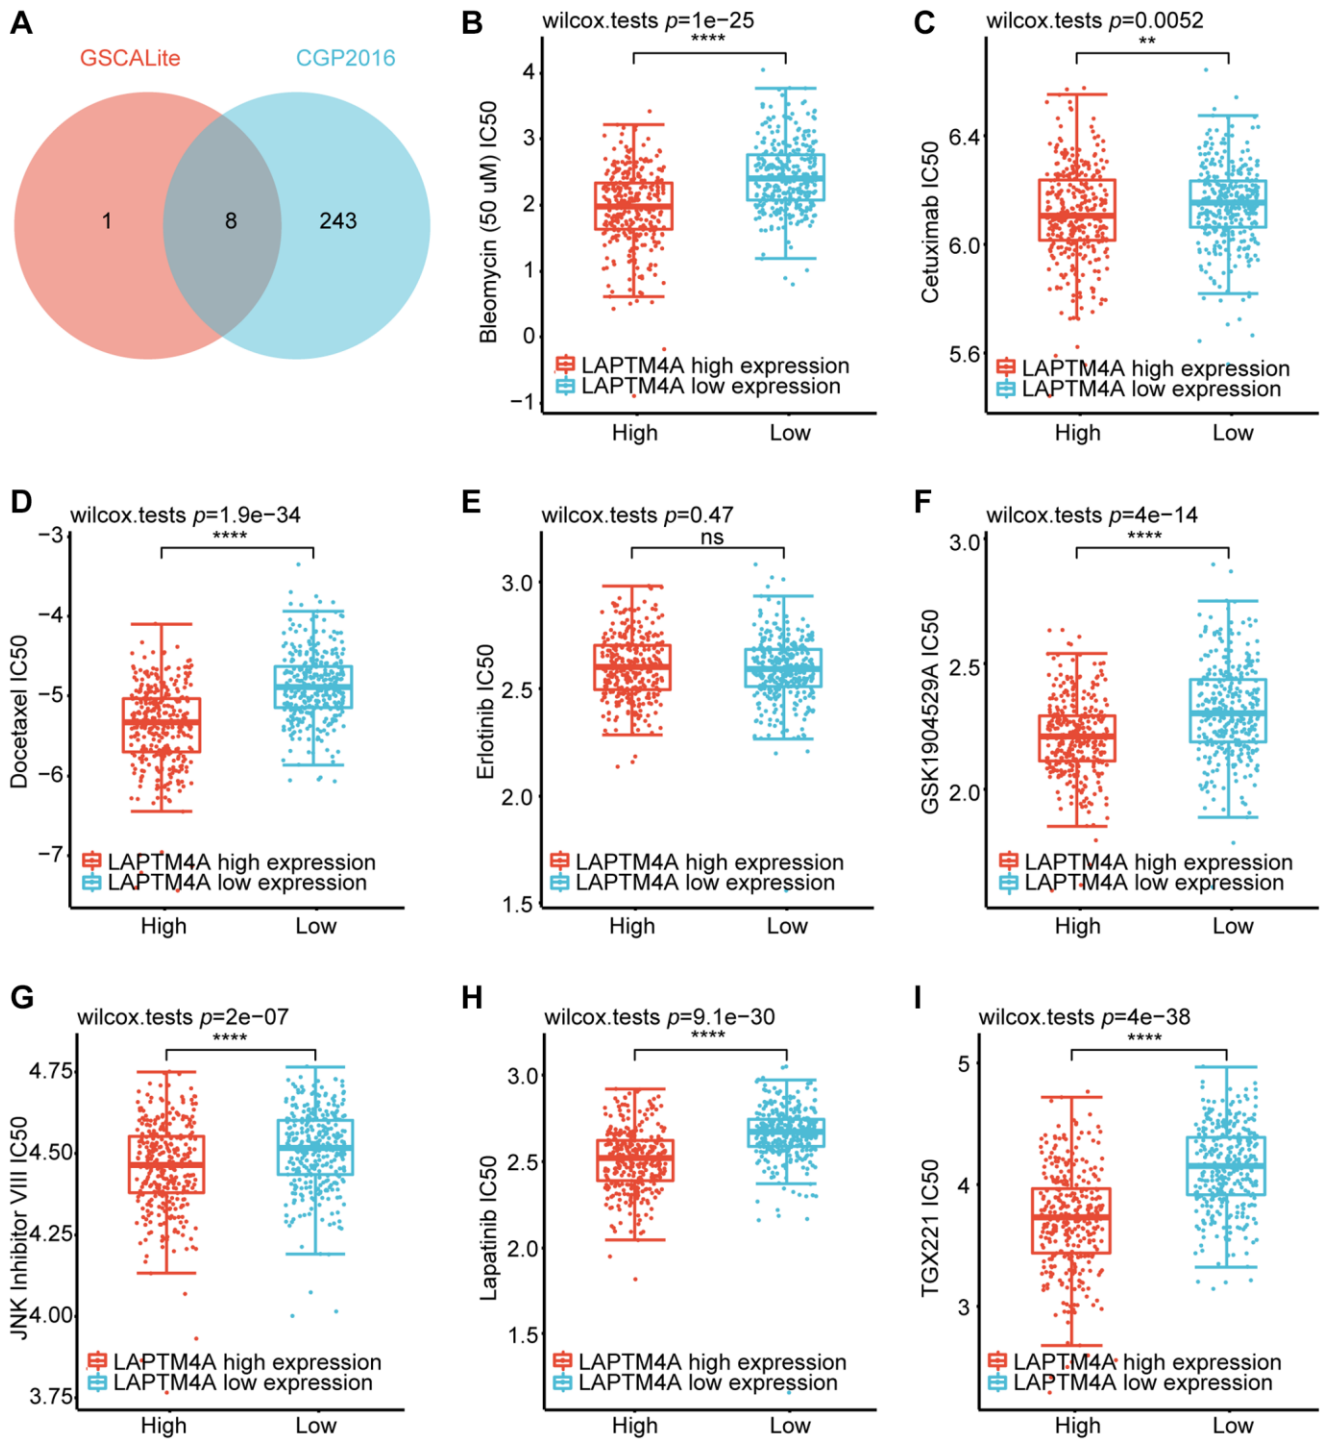 A
GSCALite
CGP2016
1
8
243
B
wilcox.tests p=1e−25
****
Bleomycin (50 uM) IC50
4
3
2
1
0
−1
LAPTM4A high expression
LAPTM4A low expression
High
Low
C
wilcox.tests p=0.0052
**
Cetuximab IC50
6.4
6.0
5.6
LAPTM4A high expression
LAPTM4A low expression
High
Low
D
wilcox.tests p=1.9e−34
****
Docetaxel IC50
−3
−4
−5
−6
−7
LAPTM4A high expression
LAPTM4A low expression
High
Low
E
wilcox.tests p=0.47
ns
Erlotinib IC50
3.0
2.5
2.0
1.5
LAPTM4A high expression
LAPTM4A low expression
High
Low
F
wilcox.tests p=4e−14
****
GSK1904529A IC50
3.0
2.5
2.0
LAPTM4A high expression
LAPTM4A low expression
High
Low
G
wilcox.tests p=2e−07
****
JNK Inhibitor VIII IC50
4.75
4.50
4.25
4.00
3.75
LAPTM4A high expression
LAPTM4A low expression
High
Low
H
wilcox.tests p=9.1e−30
****
Lapatinib IC50
3.0
2.5
2.0
1.5
LAPTM4A high expression
LAPTM4A low expression
High
Low
I
wilcox.tests p=4e−38
****
TGX221 IC50
5
4
3
LAPTM4A high expression
LAPTM4A low expression
High
Low